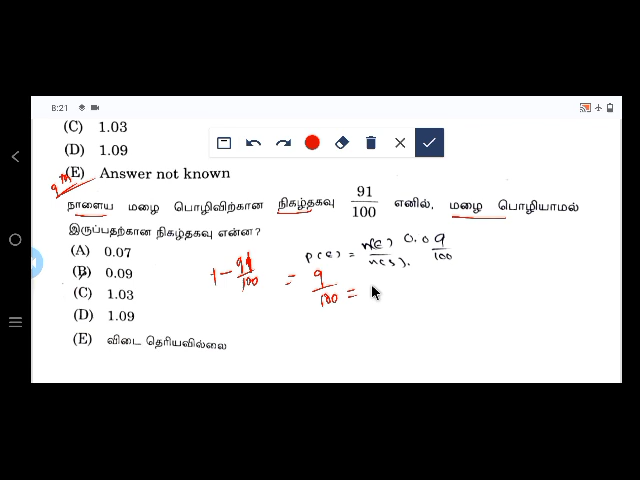 8:21
(C) 1.03
(D) 1.09
(E) Answer not known
9th
நாளைய மழை பொழிவிற்கான நிகழ்தகவு 91/100 எனில், மழை பொழியாமல்
இருப்பதற்கான நிகழ்தகவு என்ன?
(A) 0.07
(B) 0.09
(C) 1.03
(D) 1.09
(E) விடை தெரியவில்லை
P(E) = n(E)/n(S). 0.09 9/100
1 - 91/100 = 9/100 =